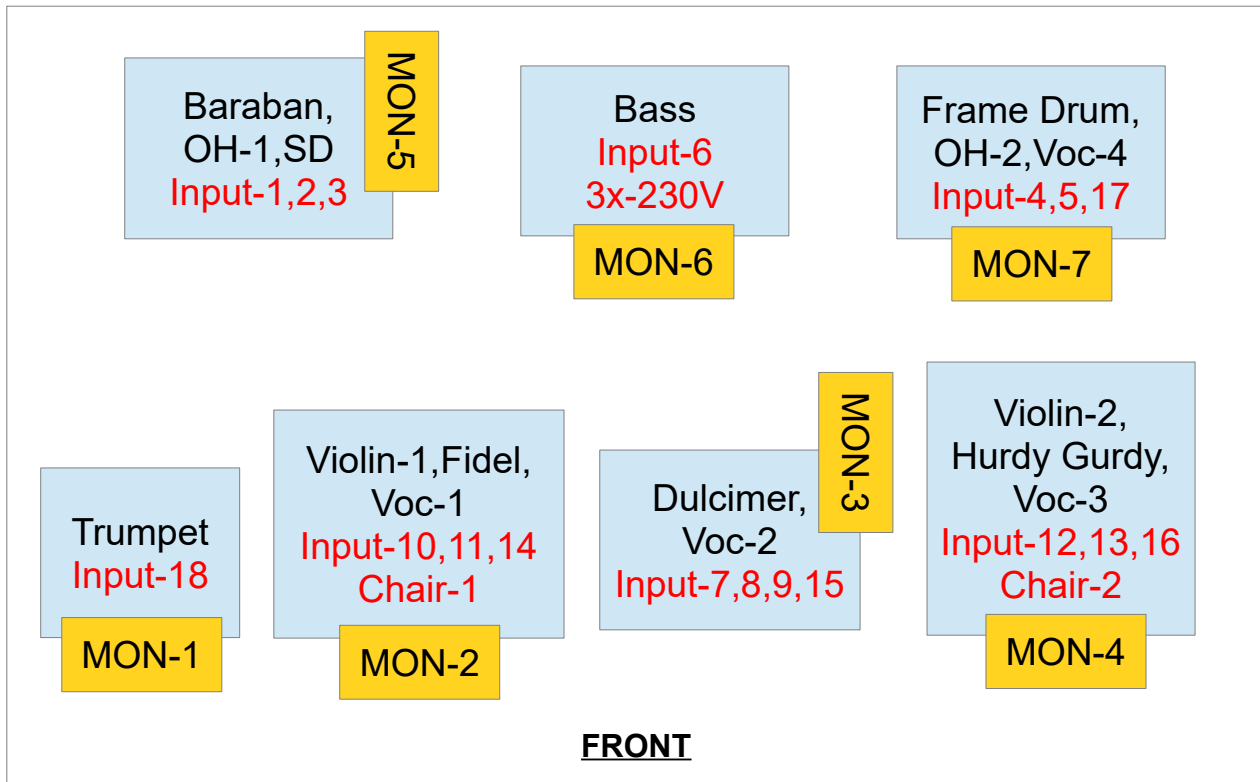 Baraban,
OH-1,SD
Input-1,2,3
MON-5
Bass
Input-6
3x-230V
MON-6
Frame Drum,
OH-2,Voc-4
Input-4,5,17
MON-7
Trumpet
Input-18
MON-1
Violin-1,Fidel,
Voc-1
Input-10,11,14
Chair-1
MON-2
Dulcimer,
Voc-2
Input-7,8,9,15
MON-3
Violin-2,
Hurdy Gurdy,
Voc-3
Input-12,13,16
Chair-2
MON-4
FRONT